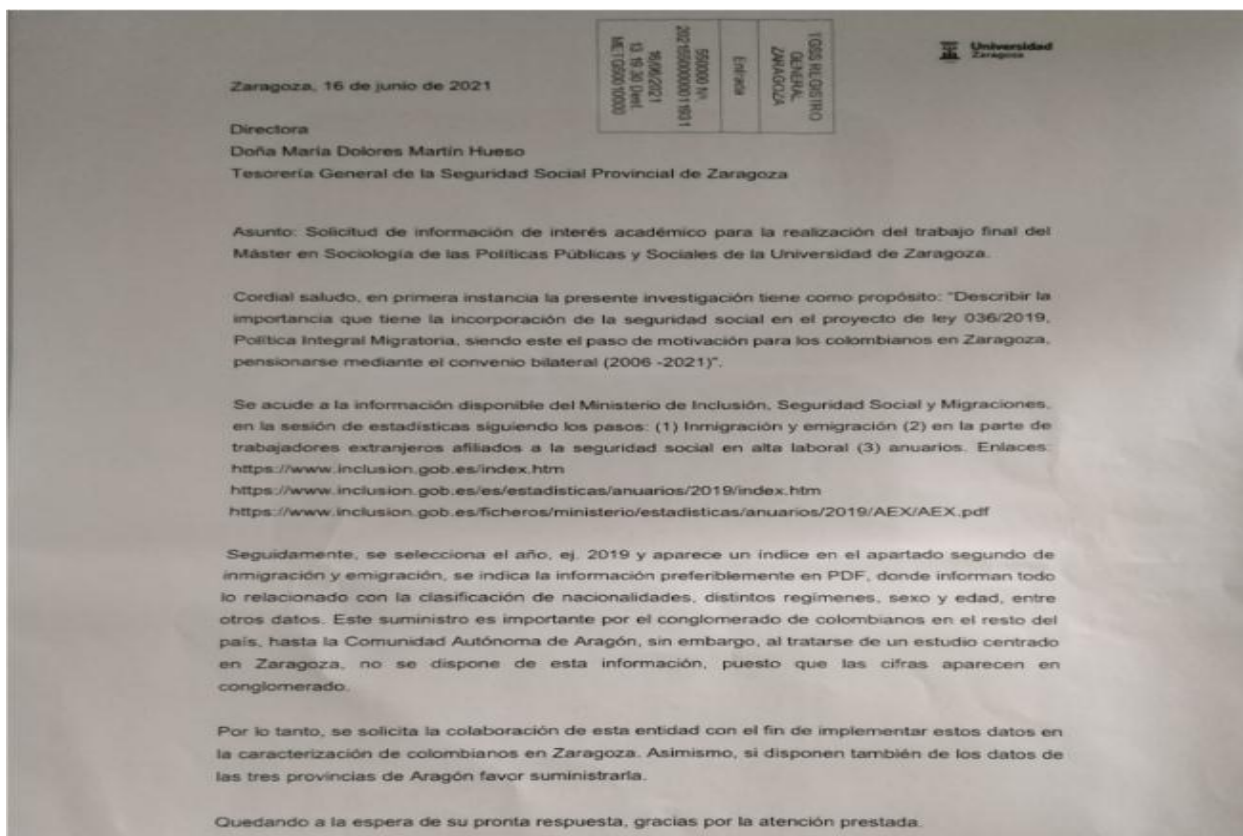 Universidad
Zaragoza
TGSS REGISTRO
GENERAL
ZARAGOZA
Entrada
16/06/2021
Zaragoza, 16 de junio de 2021
Directora
Doña María Dolores Martín Hueso
Tesorería General de la Seguridad Social Provincial de Zaragoza
Asunto: Solicitud de información de interés académico para la realización del trabajo final del
Máster en Sociología de las Políticas Públicas y Sociales de la Universidad de Zaragoza.
Cordial saludo, en primera instancia la presente investigación tiene como propósito: "Describir la
importancia que tiene la incorporación de la seguridad social en el proyecto de ley 036/2019,
Política Integral Migratoria, siendo este el paso de motivación para los colombianos en Zaragoza,
pensionarse mediante el convenio bilateral (2006 -2021)".
Se acude a la información disponible del Ministerio de Inclusión, Seguridad Social y Migraciones,
en la sesión de estadísticas siguiendo los pasos: (1) Inmigración y emigración (2) en la parte de
trabajadores extranjeros afiliados a la seguridad social en alta laboral (3) anuarios. Enlaces:
https://www.inclusion.gob.es/index.htm
https://www.inclusion.gob.es/es/estadisticas/anuarios/2019/index.htm
https://www.inclusion.gob.es/ficheros/ministerio/estadisticas/anuarios/2019/AEX/AEX.pdf
Seguidamente, se selecciona el año, ej. 2019 y aparece un índice en el apartado segundo de
inmigración y emigración, se indica la información preferiblemente en PDF, donde informan todo
lo relacionado con la clasificación de nacionalidades, distintos regímenes, sexo y edad, entre
otros datos. Este suministro es importante por el conglomerado de colombianos en el resto del
país, hasta la Comunidad Autónoma de Aragón, sin embargo, al tratarse de un estudio centrado
en Zaragoza, no se dispone de esta información, puesto que las cifras aparecen en
conglomerado.
Por lo tanto, se solicita la colaboración de esta entidad con el fin de implementar estos datos en
la caracterización de colombianos en Zaragoza. Asimismo, si disponen también de los datos de
las tres provincias de Aragón favor suministrarla.
Quedando a la espera de su pronta respuesta, gracias por la atención prestada.